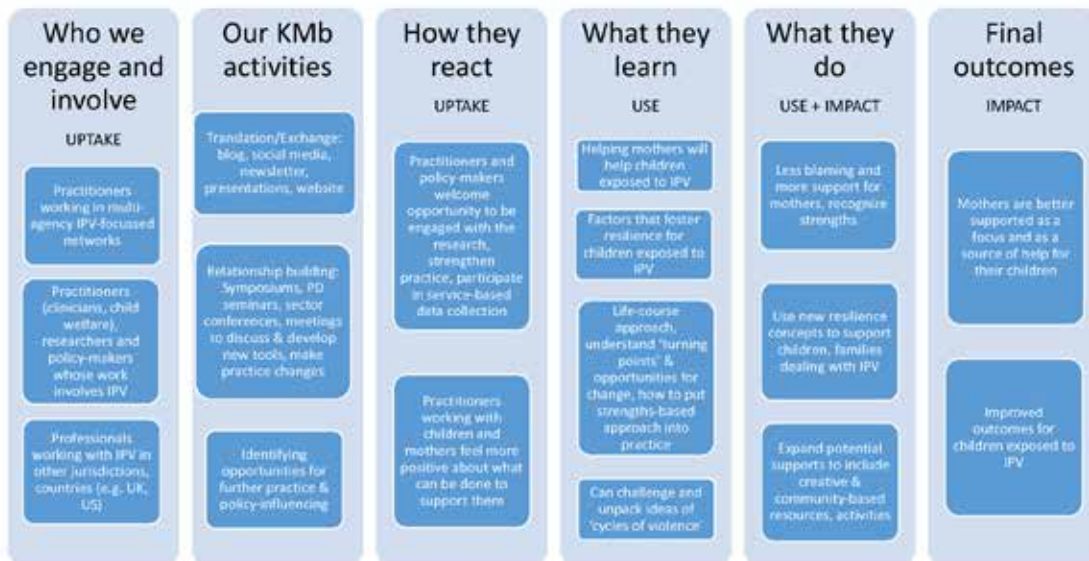 Who we
engage and
involve
UPTAKE
Practitioners
working in multi-
agency IPV-focussed
networks
Practitioners
(clinicians, child
welfare),
researchers and
policy-makers
whose work
involves IPV
Professionals
working with IPV in
other jurisdictions,
countries (e.g. UK,
US)
Our KMb
activities
Translation/Exchange:
blog, social media,
newsletter,
presentations, website
Relationship building:
Symposiums, PD
seminars, sector
conferences, meetings
to discuss & develop
new tools, make
practice changes
Identifying
opportunities for
further practice &
policy-influencing
How they
react
UPTAKE
Practitioners and
policy-makers
welcome
opportunity to be
engaged with the
research,
strengthen
practice, participate
in service-based
data collection
Practitioners
working with
children and
mothers feel more
positive about what
can be done to
support them
What they
learn
USE
Helping mothers will
help children
exposed to IPV
Factors that foster
resilience for
children exposed to
IPV
Life-course
approach,
understand 'turning
points' &
opportunities for
change, how to put
strengths-based
approach into
practice
Can challenge and
unpack ideas of
'cycles of violence'
What they
do
USE + IMPACT
Less blaming and
more support for
mothers, recognize
strengths
Use new resilience
concepts to support
children, families
dealing with IPV
Expand potential
supports to include
creative &
community-based
resources, activities
Final
outcomes
IMPACT
Mothers are better
supported as a
focus and as a
source of help for
their children
Improved
outcomes for
children exposed to
IPV